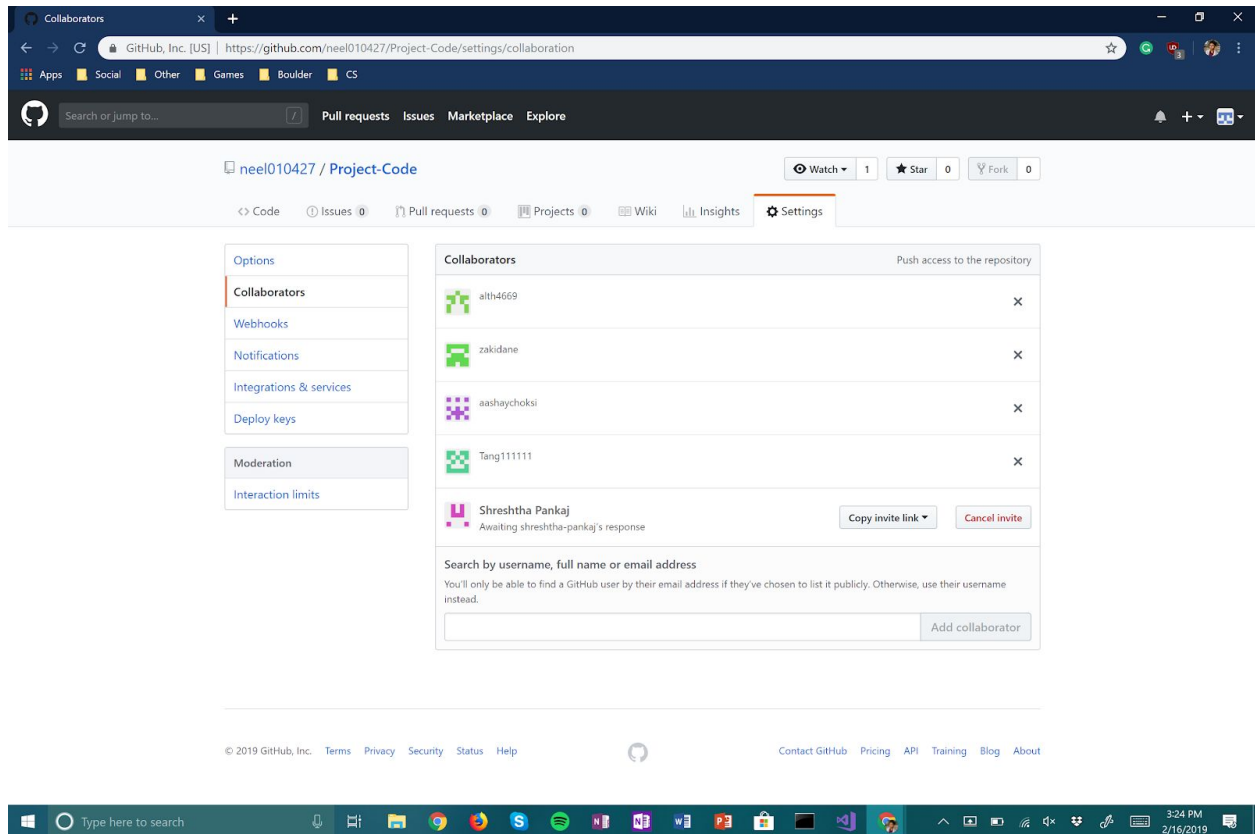 Collaborators
GitHub, Inc. [US] | https://github.com/neel010427/Project-Code/settings/collaboration
3
Apps Social Other Games Boulder CS
Search or jump to... / Pull requests Issues Marketplace Explore
neel010427 / Project-Code Watch 1 Star 0 Fork 0
Code Issues 0 Pull requests 0 Projects 0 Wiki Insights Settings
Options
Collaborators
Webhooks
Notifications
Integrations & services
Deploy keys
Moderation
Interaction limits
Collaborators Push access to the repository
alth4669
zakidane
aashaychoksi
Tang111111
Shreshtha Pankaj
Awaiting shreshtha-pankaj's response
Copy invite link Cancel invite
Search by username, full name or email address
You'll only be able to find a GitHub user by their email address if they've chosen to list it publicly. Otherwise, use their username
instead.
Add collaborator
© 2019 GitHub, Inc. Terms Privacy Security Status Help Contact GitHub Pricing API Training Blog About
Type here to search
3:24 PM
2/16/2019